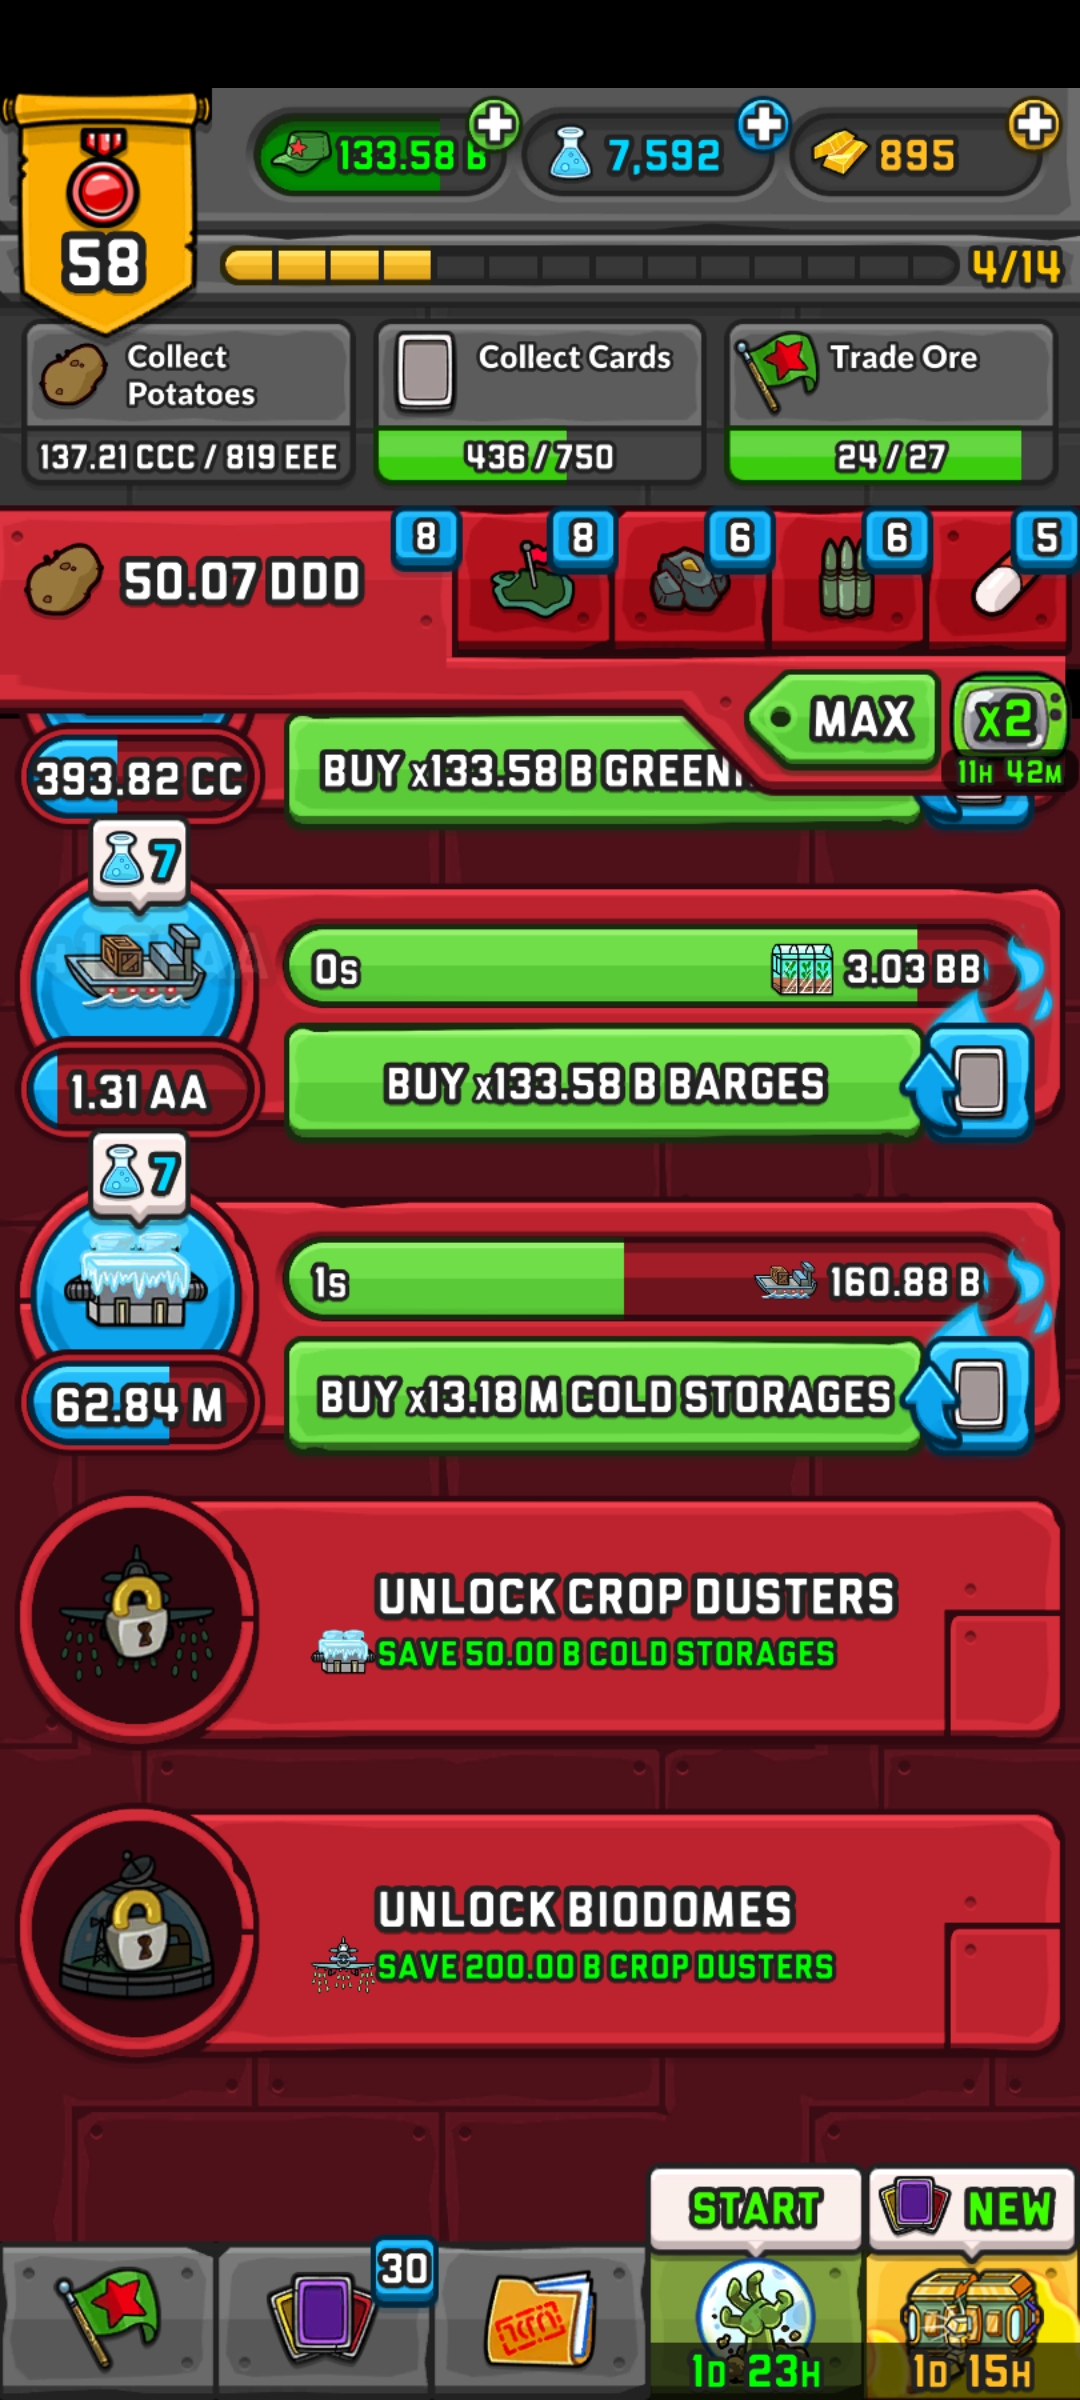 58
133.58 B
7,592
895
4/14
Collect
Potatoes
137.21 CCC / 819 EEE
Collect Cards
436/750
Trade Ore
24/27
50.07 DDD
8
8
6
6
5
MAX
x2
11H 42M
393.82 CC
BUY x133.58 B
7
0s
3.03 BB
1.31 AA
BUY x133.58 B BARGES
7
1s
160.88 B
62.84 M
BUY x13.18 M COLD STORAGES
UNLOCK CROP DUSTERS
SAVE 50.00 B COLD STORAGES
UNLOCK BIODOMES
SAVE 200.00 B CROP DUSTERS
START
NEW
30
1D 23H
1D 15H